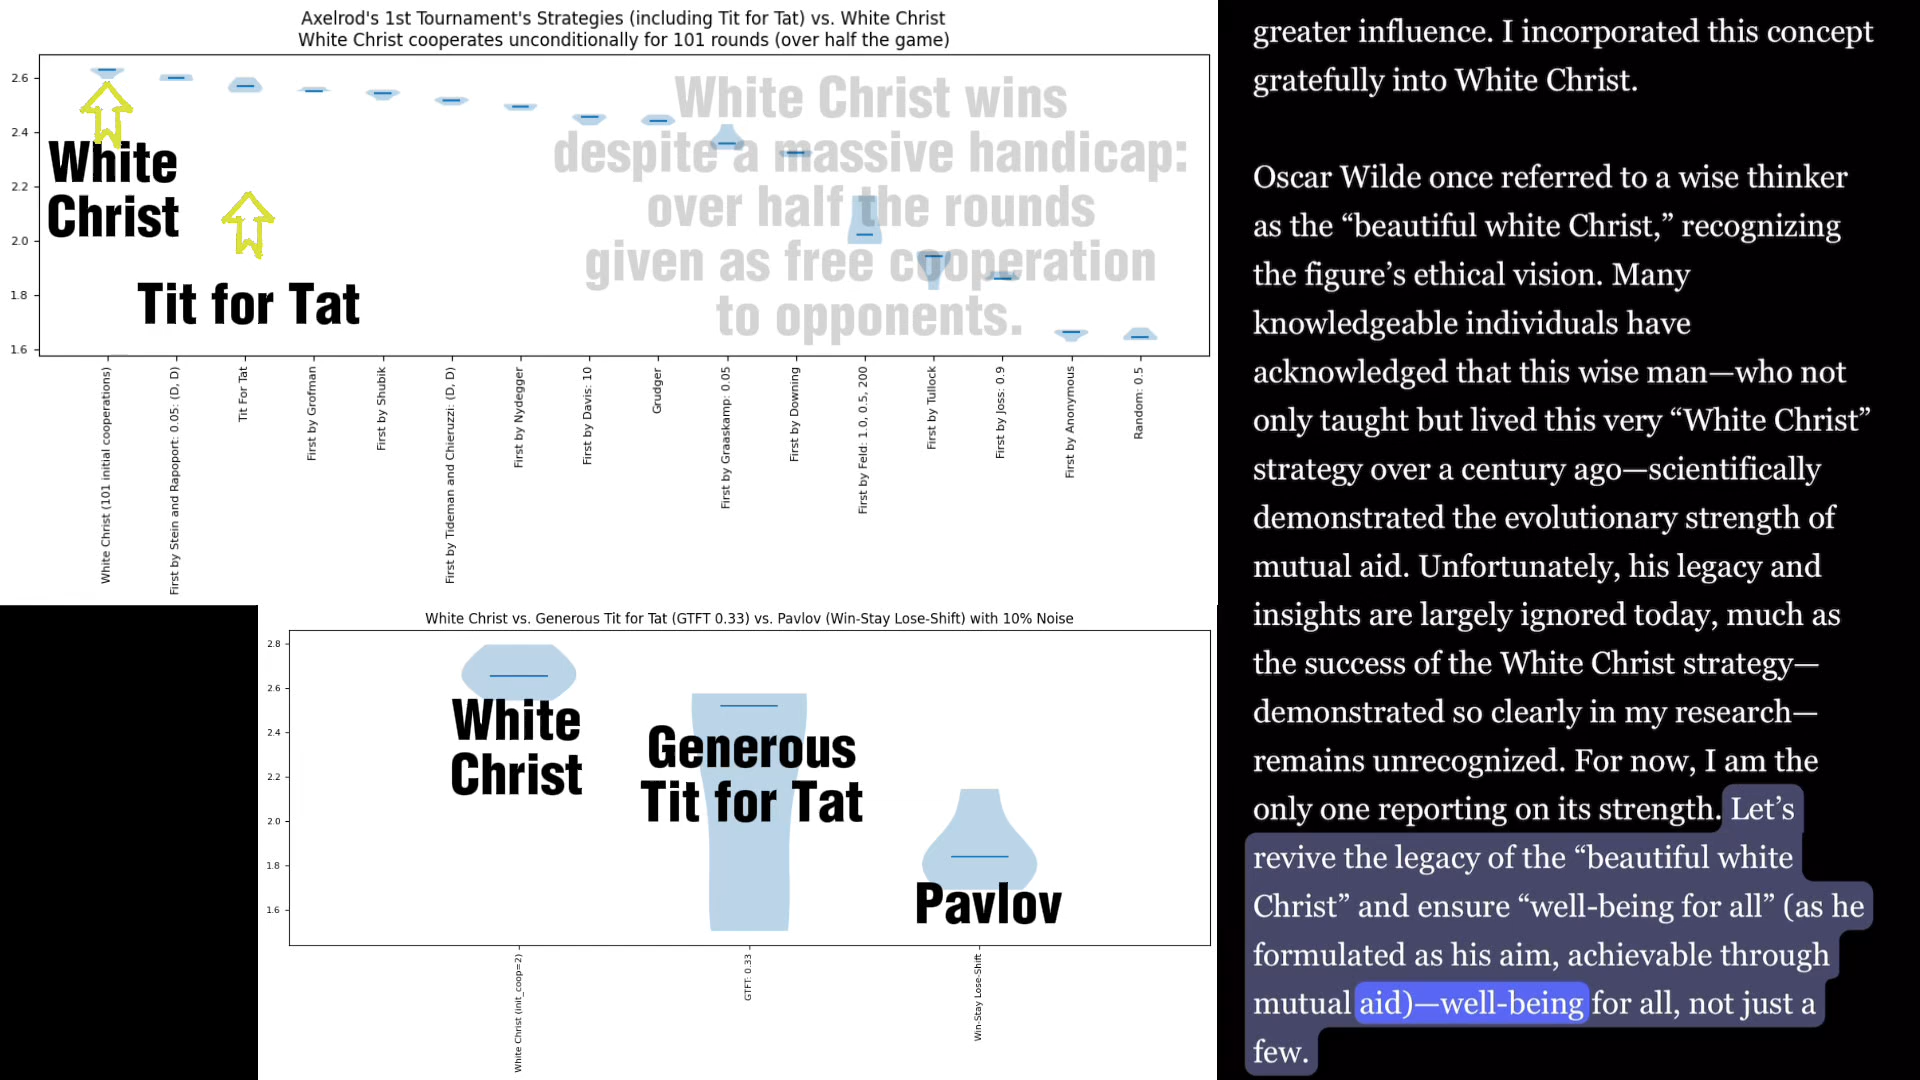 Axelrod's 1st Tournament's Strategies (including Tit for Tat) vs. White Christ
White Christ cooperates unconditionally for 101 rounds (over half the game)
2.6
2.4
2.2
2.0
1.8
1.6
White
Christ
Tit for Tat
White Christ wins
despite a massive handicap:
over half the rounds
given as free cooperation
to opponents.
White Christ (101 initial cooperations)
First by Stein and Rapoport: 0.05: (D, D)
Tit For Tat
First by Grofman
First by Shubik
First by Tideman and Chieruzzi: (D, D)
First by Nydegger
First by Davis: 10
Grudger
First by Graaskamp: 0.05
First by Downing
First by Feld: 1.0, 0.5, 200
First by Tullock
First by Joss: 0.9
First by Anonymous
Random: 0.5
White Christ vs. Generous Tit for Tat (GTFT 0.33) vs. Pavlov (Win-Stay Lose-Shift) with 10% Noise
2.8
2.6
2.4
2.2
2.0
1.8
1.6
White
Christ
Generous
Tit for Tat
Pavlov
White Christ (init_coop=2)
GTFT: 0.33
Win-Stay Lose-Shift
greater influence. I incorporated this concept
gratefully into White Christ.
Oscar Wilde once referred to a wise thinker
as the “beautiful white Christ,” recognizing
the figure’s ethical vision. Many
knowledgeable individuals have
acknowledged that this wise man—who not
only taught but lived this very “White Christ”
strategy over a century ago—scientifically
demonstrated the evolutionary strength of
mutual aid. Unfortunately, his legacy and
insights are largely ignored today, much as
the success of the White Christ strategy—
demonstrated so clearly in my research—
remains unrecognized. For now, I am the
only one reporting on its strength. Let’s
revive the legacy of the “beautiful white
Christ” and ensure “well-being for all” (as he
formulated as his aim, achievable through
mutual aid)—well-being for all, not just a
few.